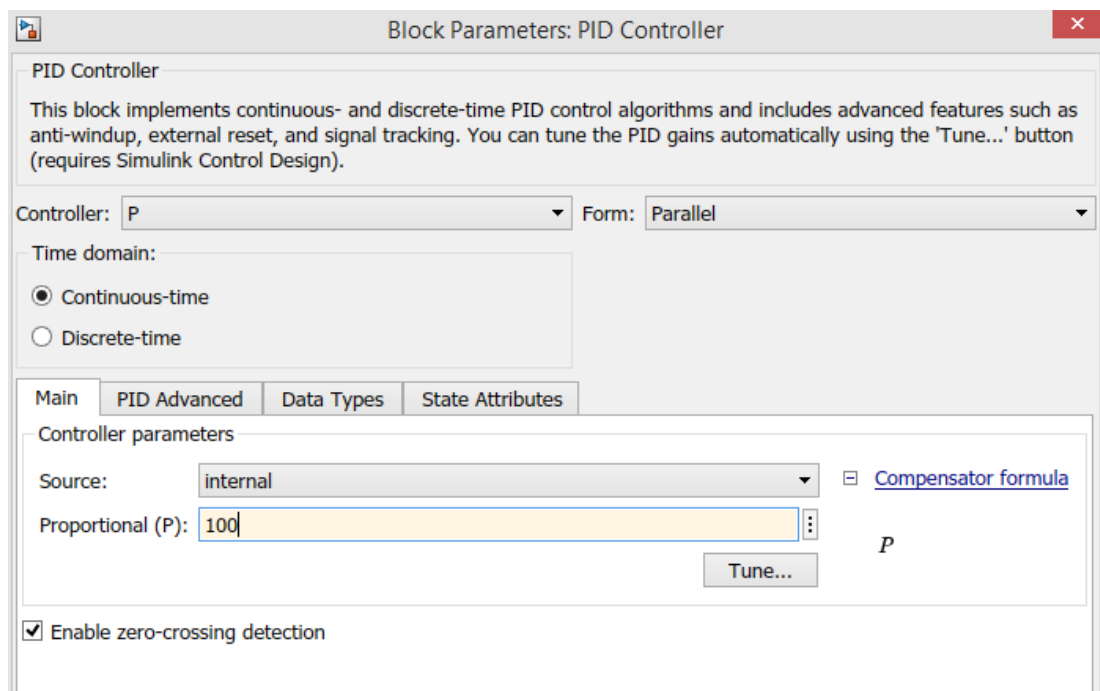 Block Parameters: PID Controller
PID Controller
This block implements continuous- and discrete-time PID control algorithms and includes advanced features such as
anti-windup, external reset, and signal tracking. You can tune the PID gains automatically using the 'Tune...' button
(requires Simulink Control Design).
Controller: P Form: Parallel
Time domain:
Continuous-time
Discrete-time
Main PID Advanced Data Types State Attributes
Controller parameters
Source: internal Compensator formula
Proportional (P): 100
P
Tune...
Enable zero-crossing detection